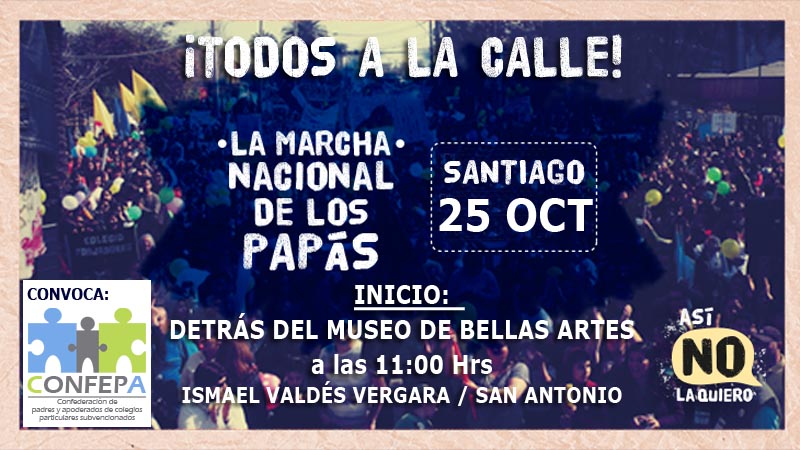 ¡TODOS A LA CALLE!
•LA MARCHA•
NACIONAL
DE LOS
PAPÁS
SANTIAGO
25 OCT
INICIO:
DETRÁS DEL MUSEO DE BELLAS ARTES
a las 11:00 Hrs
ISMAEL VALDÉS VERGARA / SAN ANTONIO
CONVOCA:
CONFEPA
Confederación de
padres y apoderados de colegios
particulares subvencionados
ASÍ
NO
LA QUIERO
COLEGIO